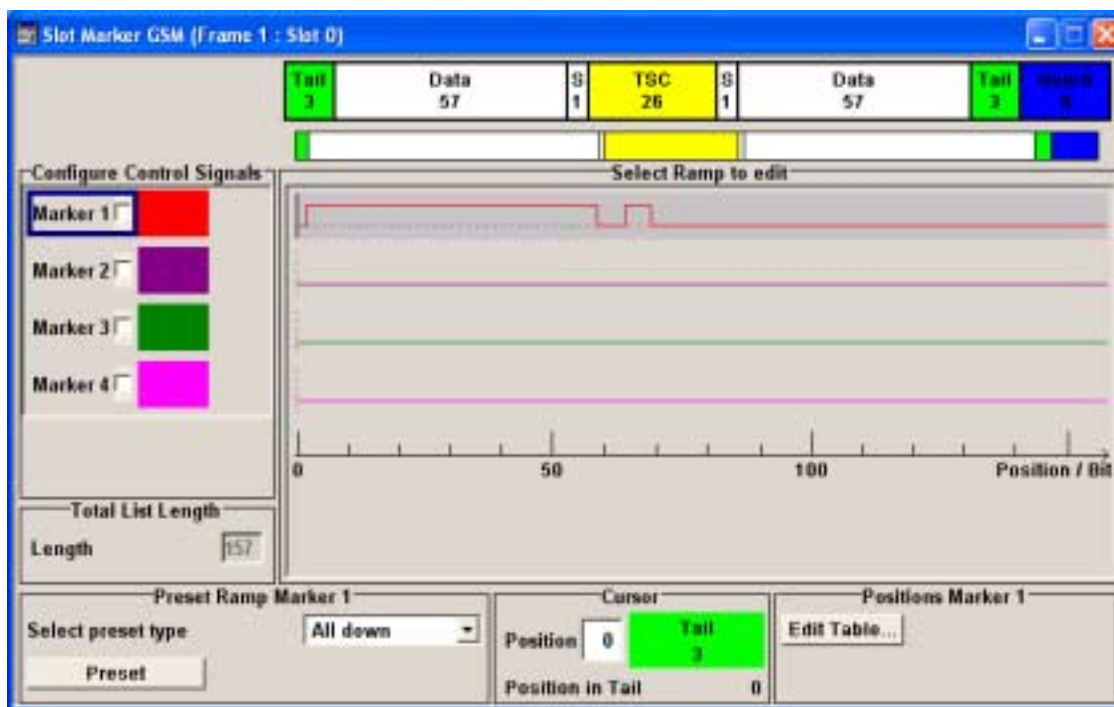 Slot Marker GSM (Frame 1 : Slot 0)
Tail Data S TSC S Data Tail Guard
3 57 1 26 1 57 3
Configure Control Signals
Select Ramp to edit
Marker 1
Marker 2
Marker 3
Marker 4
0 50 100 Position / Bit
Total List Length
Length 157
Preset Ramp Marker 1
Select preset type All down
Preset
Cursor
Position 0 Tail
3
Position in Tail 0
Positions Marker 1
Edit Table...